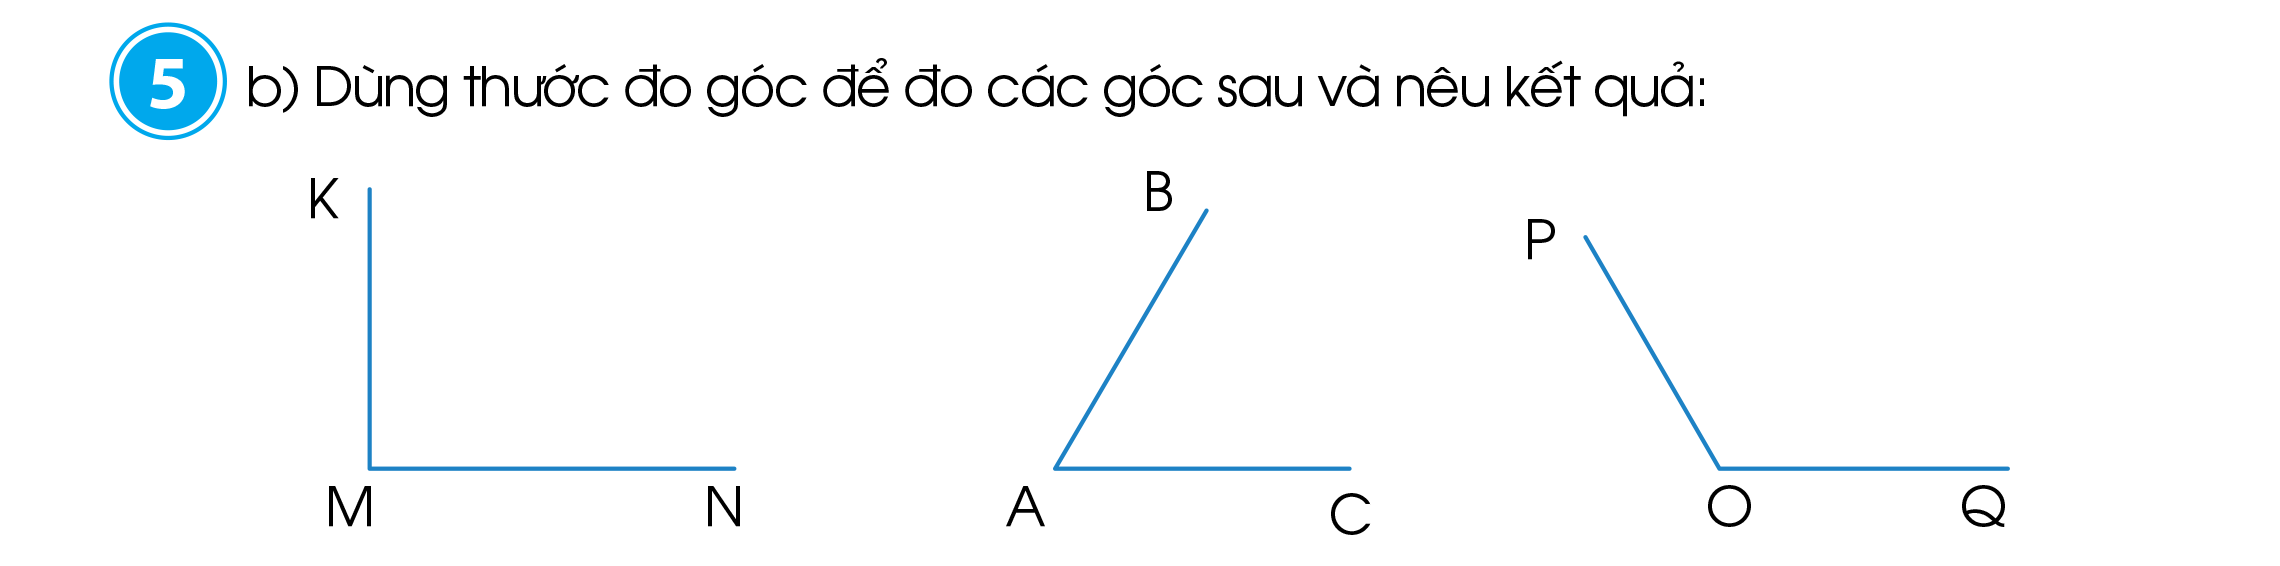 5 b) Dùng thước đo góc để đo các góc sau và nêu kết quả:
K B P
M N A C O Q